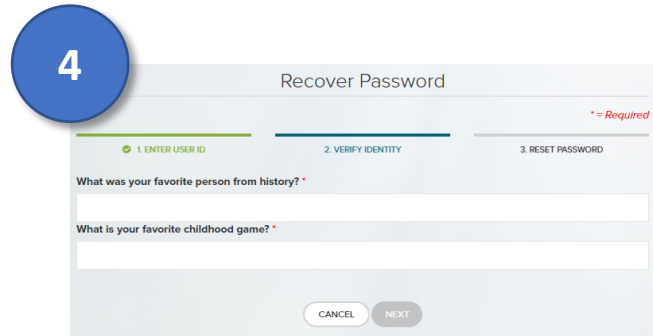 4
Recover Password
* = Required
1. ENTER USER ID 2. VERIFY IDENTITY 3. RESET PASSWORD
What was your favorite person from history? *
What is your favorite childhood game? *
CANCEL NEXT